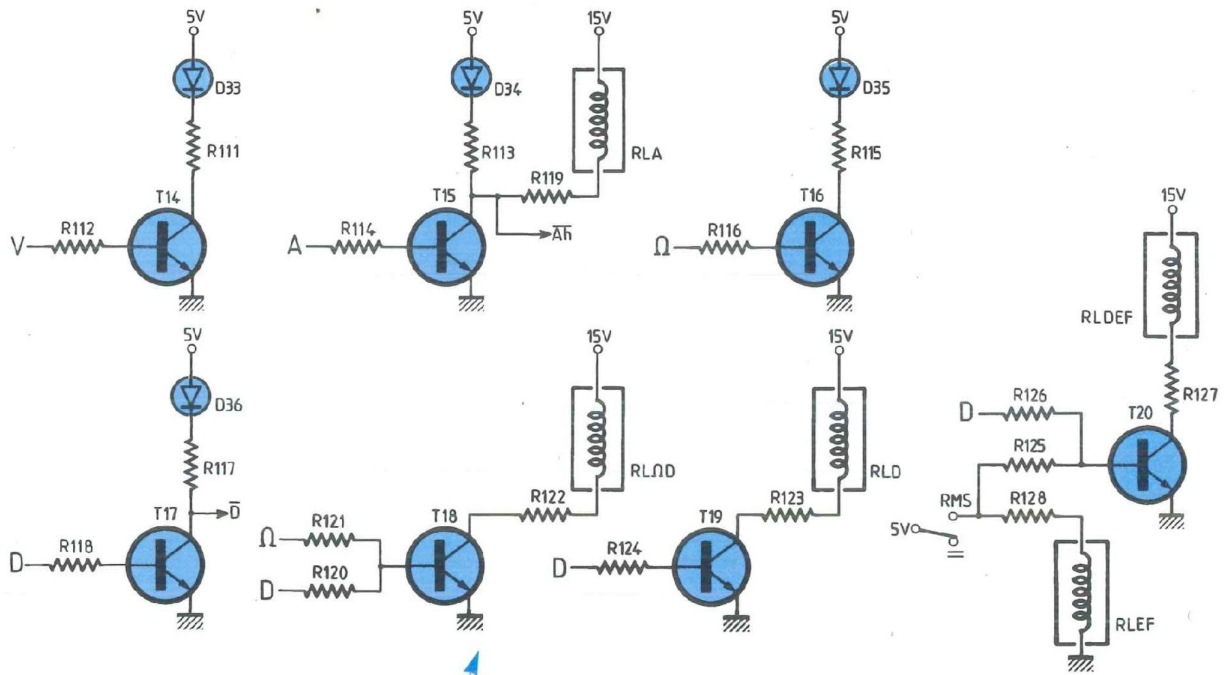 5V
D33
R111
T14
R112
V
5V
15V
D34
R113
RLA
R119
T15
R114
A
Ah
5V
D35
R115
T16
R116
Ω
15V
RLDEF
R127
T20
R126
D
R125
RMS
R128
5V
RLEF
5V
D36
R117
D
T17
R118
D
15V
RLΩD
R122
T18
R121
Ω
R120
D
15V
RLD
R123
T19
R124
D